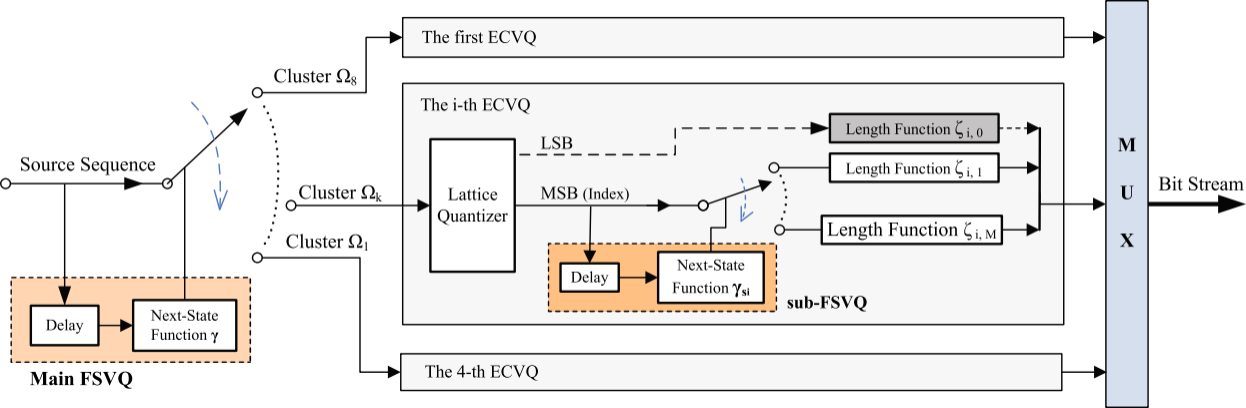 The first ECVQ
Cluster Ω8
The i-th ECVQ
LSB
Length Function ζ i, 0
Source Sequence
Length Function ζ i, 1
Cluster Ωk
Lattice
Quantizer
MSB (Index)
Length Function ζ i, M
Cluster Ω1
Delay
Next-State
Function γsi
sub-FSVQ
Delay
Next-State
Function γ
Main FSVQ
The 4-th ECVQ
M
U
X
Bit Stream